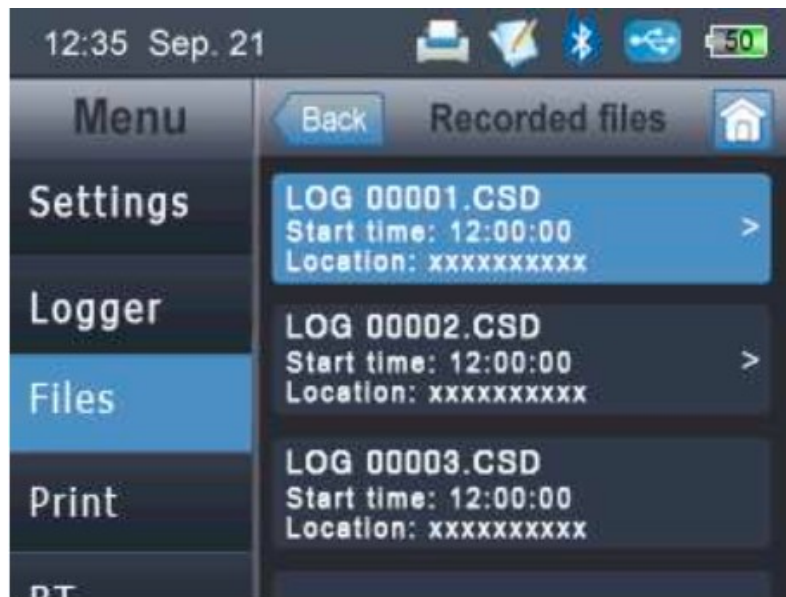 12:35 Sep. 21
50
Menu
Back
Recorded files
Settings
LOG 00001.CSD
Start time: 12:00:00
>
Location: xxxxxxxxxx
Logger
LOG 00002.CSD
Start time: 12:00:00
>
Location: xxxxxxxxxx
Files
LOG 00003.CSD
Start time: 12:00:00
Location: xxxxxxxxxx
Print
BT